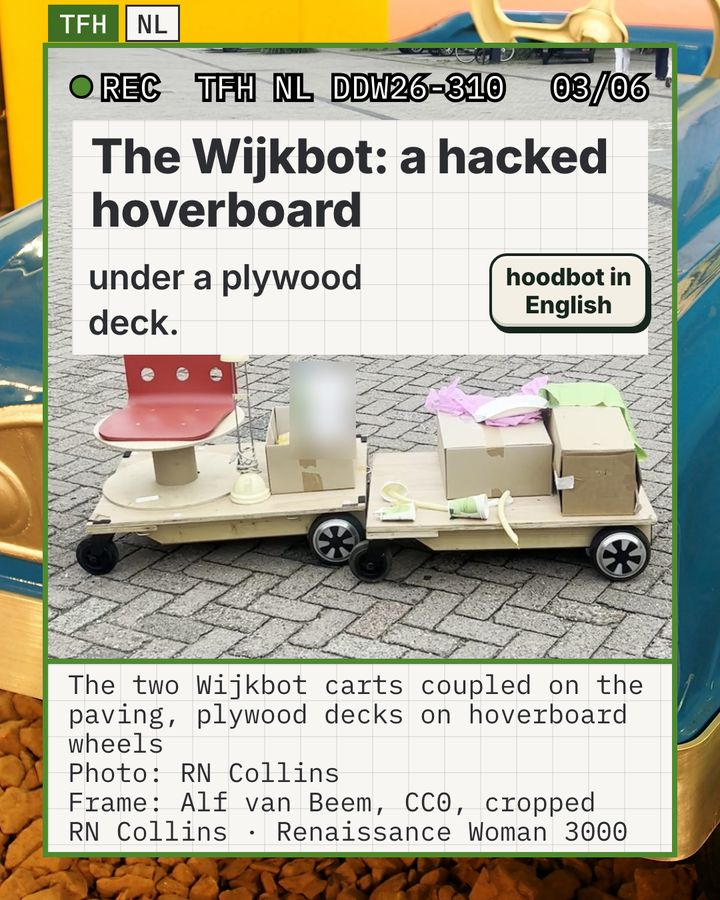 TFH NL
REC TFH NL DDW26-310 03/06
The Wijkbot: a hacked
hoverboard
under a plywood
deck.
hoodbot in
English
The two Wijkbot carts coupled on the
paving, plywood decks on hoverboard
wheels
Photo: RN Collins
Frame: Alf van Beem, CC0, cropped
RN Collins · Renaissance Woman 3000